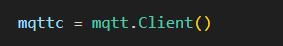 mqttc = mqtt.Client()